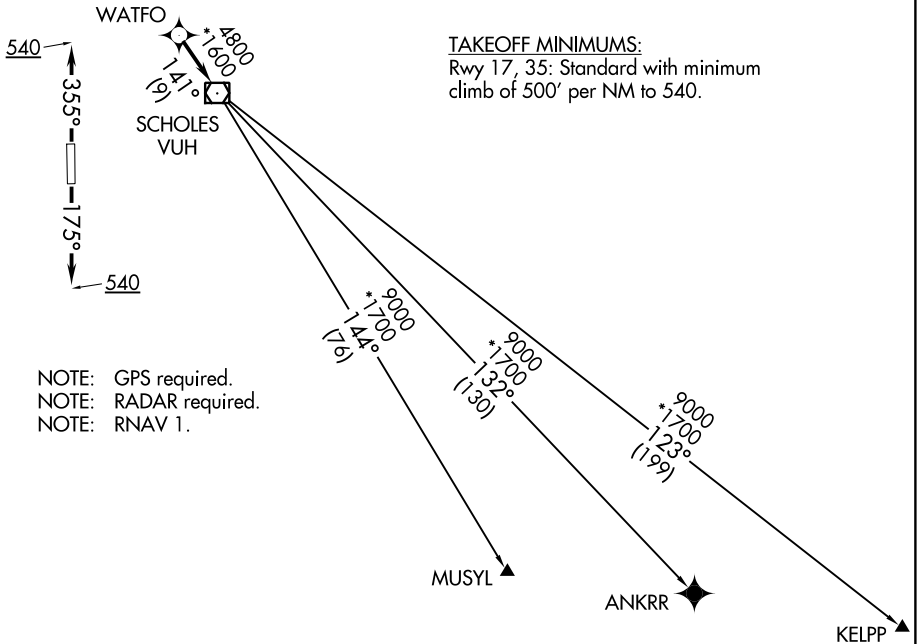 WATFO
540
355°
175°
540
4800
*1600
141°
(9)
SCHOLES
VUH
TAKEOFF MINIMUMS:
Rwy 17, 35: Standard with minimum
climb of 500' per NM to 540.
9000
*1700
144°
(76)
9000
*1700
132°
(130)
9000
*1700
123°
(199)
NOTE: GPS required.
NOTE: RADAR required.
NOTE: RNAV 1.
MUSYL
ANKRR
KELPP